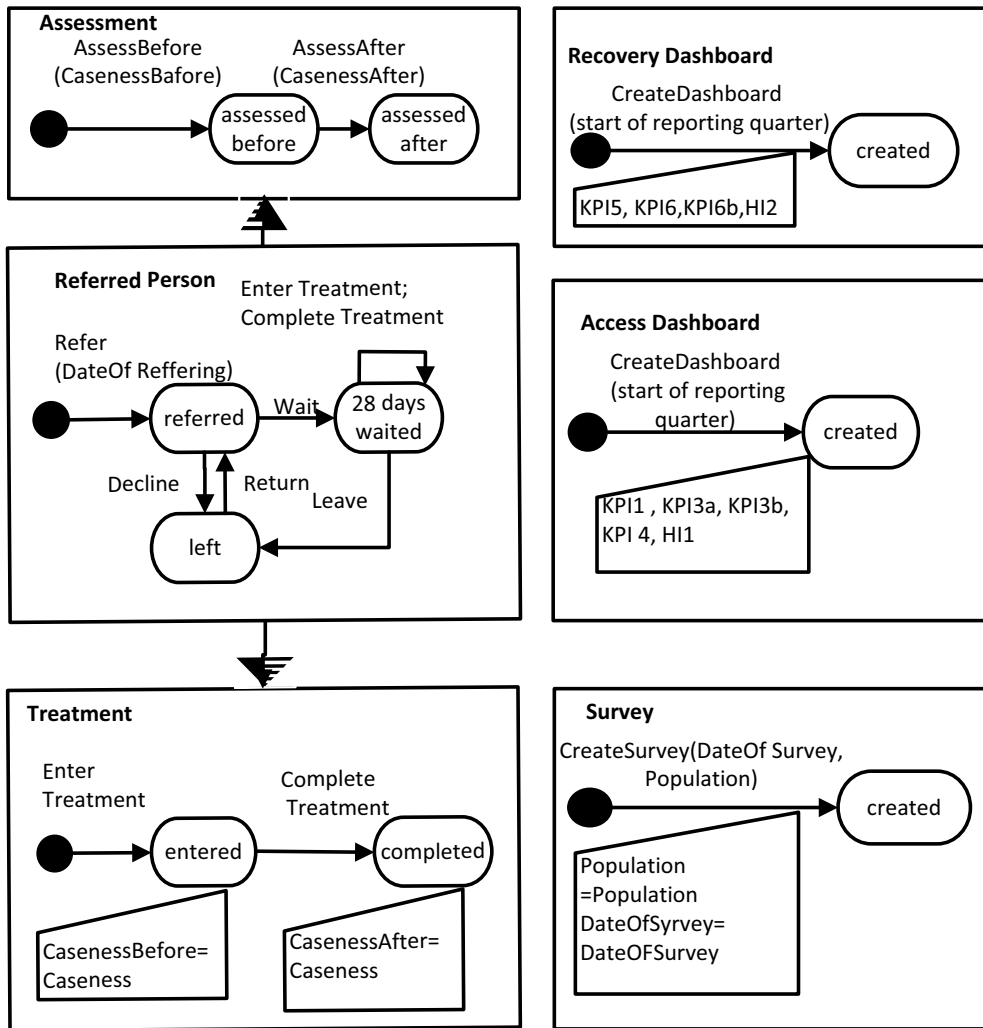 Assessment
AssessBefore
(CasenessBafore)
AssessAfter
(CasenessAfter)
assessed
before
assessed
after
Recovery Dashboard
CreateDashboard
(start of reporting quarter)
created
KPI5, KPI6,KPI6b,HI2
Referred Person
Enter Treatment;
Complete Treatment
Refer
(DateOf Reffering)
referred
Wait
28 days
waited
Decline
Return
Leave
left
Access Dashboard
CreateDashboard
(start of reporting
quarter)
created
KPI1 , KPI3a, KPI3b,
KPI 4, HI1
Treatment
Enter
Treatment
Complete
Treatment
entered
completed
CasenessBefore=
Caseness
CasenessAfter=
Caseness
Survey
CreateSurvey(DateOf Survey,
Population)
created
Population
=Population
DateOfSyrvey=
DateOFSurvey